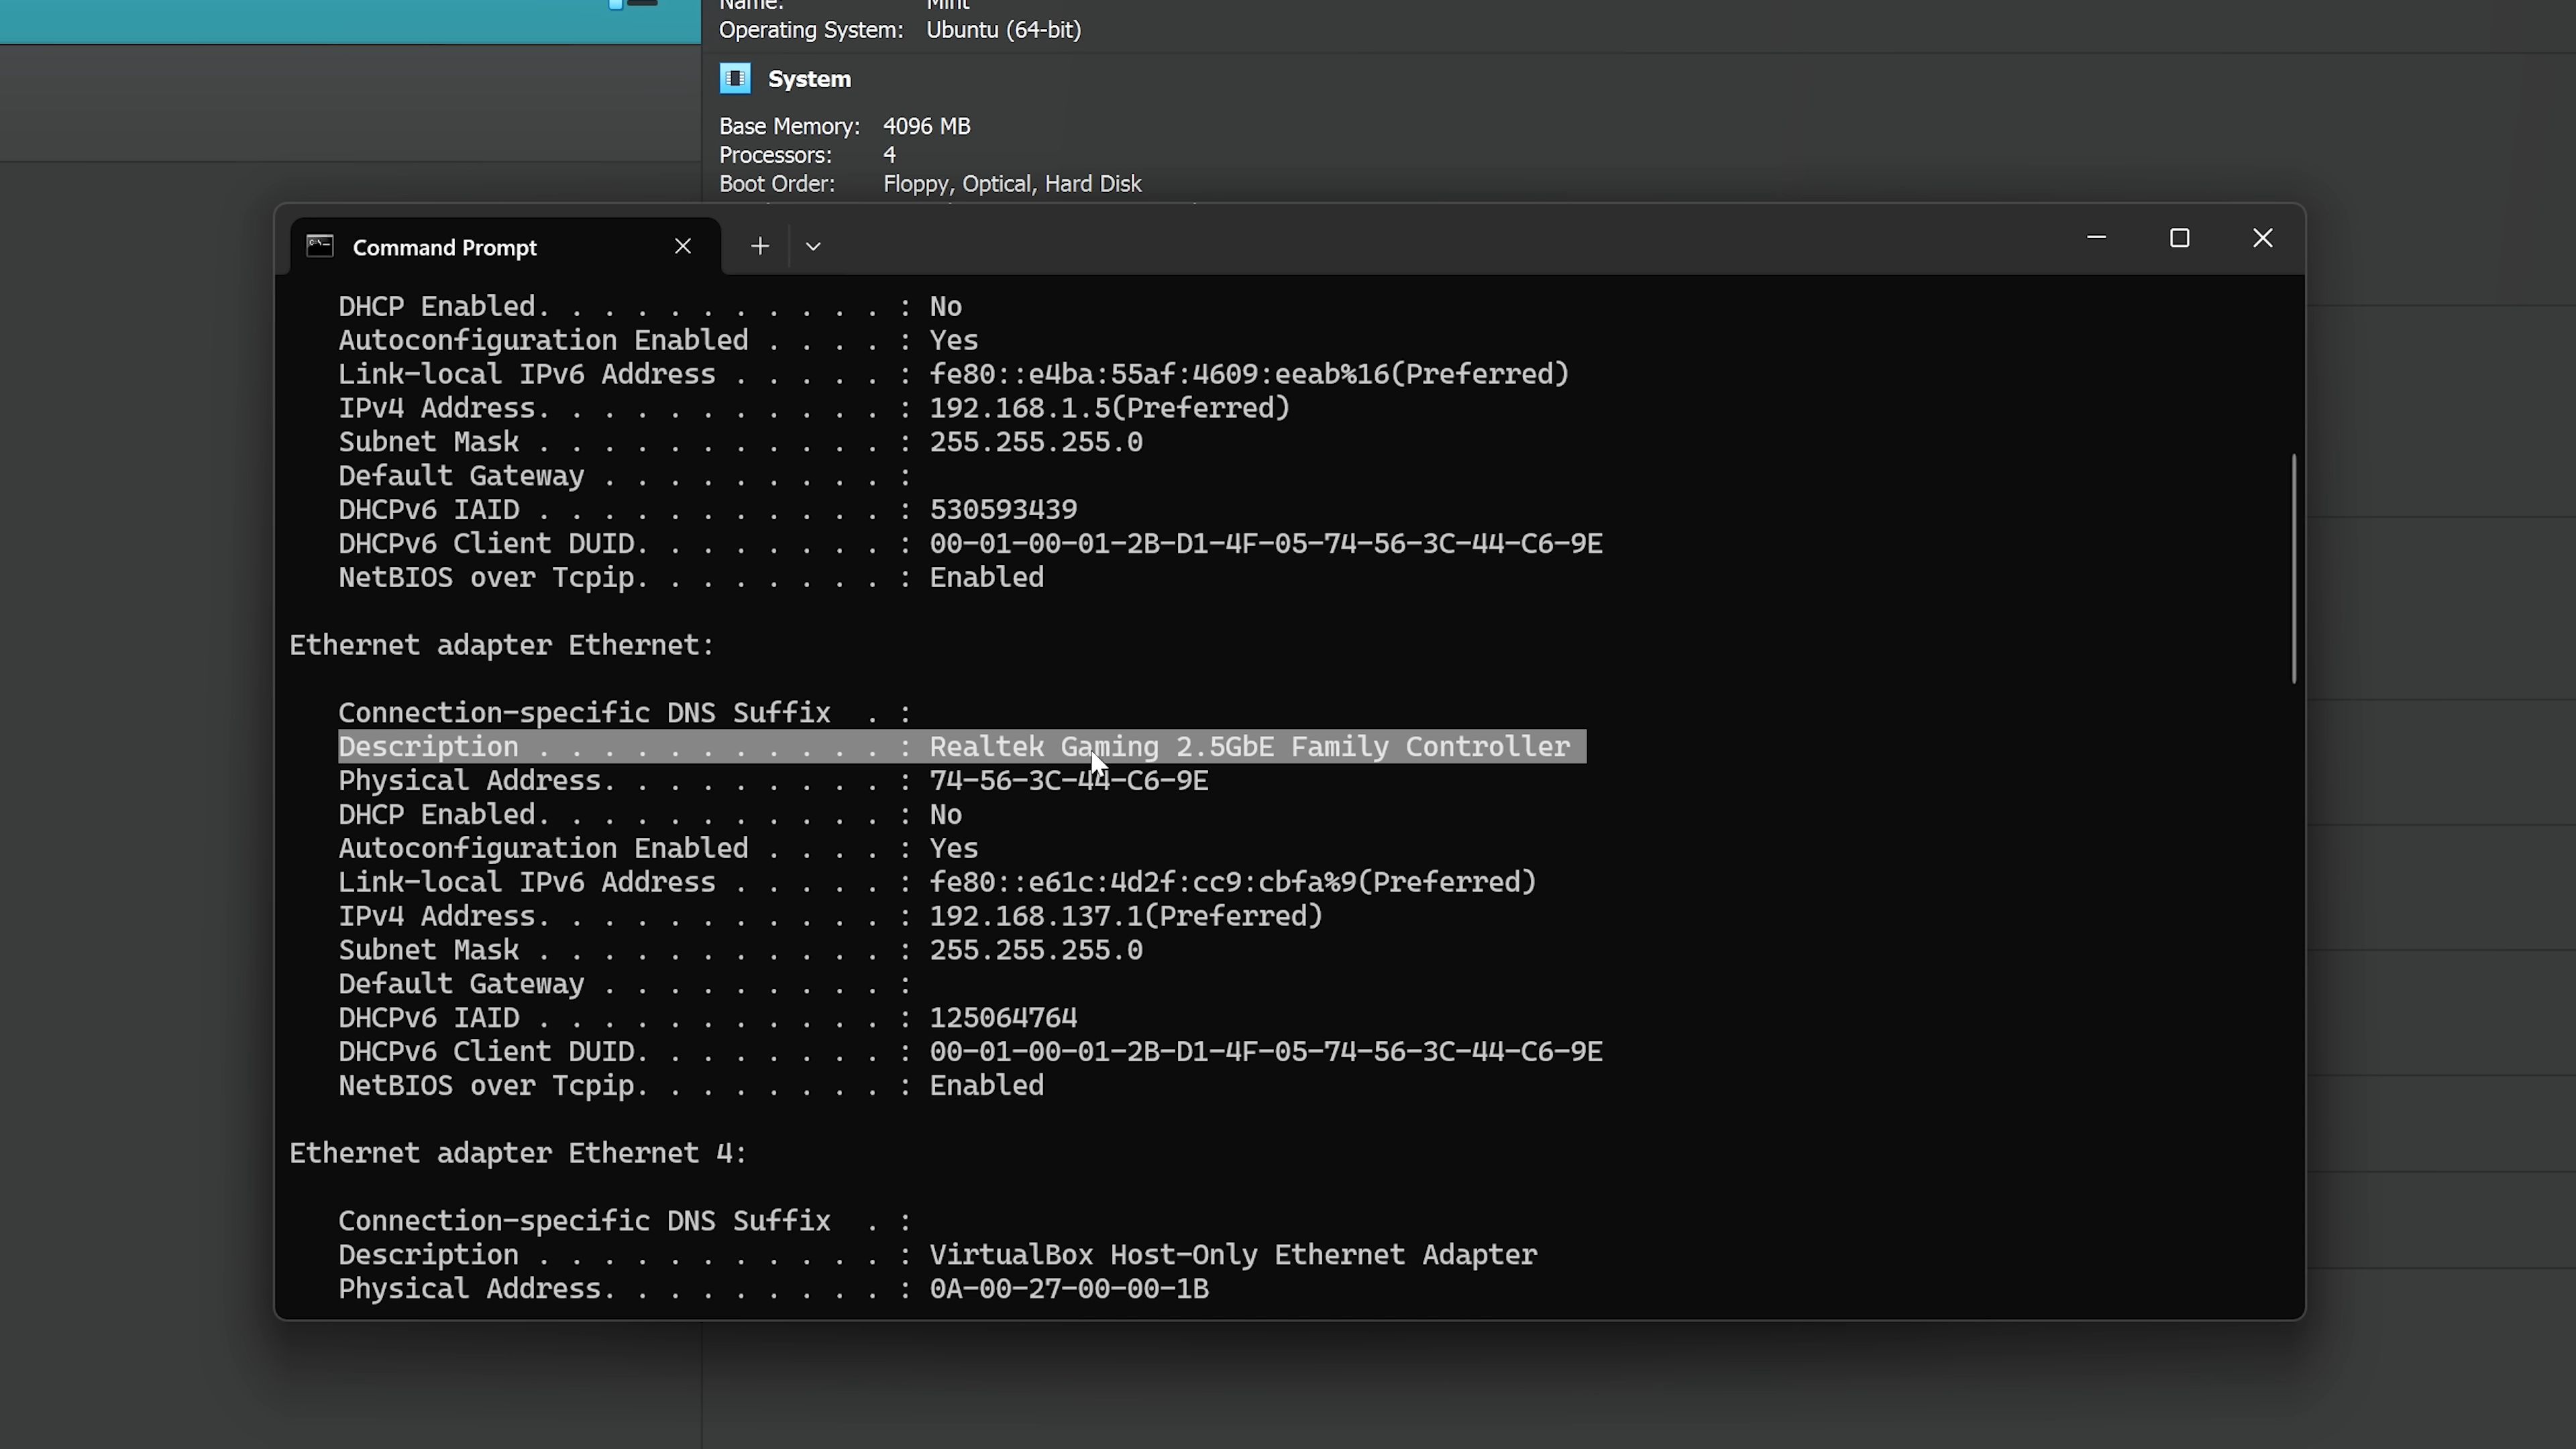 Name: Mint
Operating System: Ubuntu (64-bit)
System
Base Memory: 4096 MB
Processors: 4
Boot Order: Floppy, Optical, Hard Disk
Command Prompt
DHCP Enabled. . . . . . . . . . . : No
Autoconfiguration Enabled . . . . : Yes
Link-local IPv6 Address . . . . . : fe80::e4ba:55af:4609:eeab%16(Preferred)
IPv4 Address. . . . . . . . . . . : 192.168.1.5(Preferred)
Subnet Mask . . . . . . . . . . . : 255.255.255.0
Default Gateway . . . . . . . . . :
DHCPv6 IAID . . . . . . . . . . . : 530593439
DHCPv6 Client DUID. . . . . . . . : 00-01-00-01-2B-D1-4F-05-74-56-3C-44-C6-9E
NetBIOS over Tcpip. . . . . . . . : Enabled
Ethernet adapter Ethernet:
Connection-specific DNS Suffix  . :
Description . . . . . . . . . . . : Realtek Gaming 2.5GbE Family Controller
Physical Address. . . . . . . . . : 74-56-3C-44-C6-9E
DHCP Enabled. . . . . . . . . . . : No
Autoconfiguration Enabled . . . . : Yes
Link-local IPv6 Address . . . . . : fe80::e61c:4d2f:cc9:cbfa%9(Preferred)
IPv4 Address. . . . . . . . . . . : 192.168.137.1(Preferred)
Subnet Mask . . . . . . . . . . . : 255.255.255.0
Default Gateway . . . . . . . . . :
DHCPv6 IAID . . . . . . . . . . . : 125064764
DHCPv6 Client DUID. . . . . . . . : 00-01-00-01-2B-D1-4F-05-74-56-3C-44-C6-9E
NetBIOS over Tcpip. . . . . . . . : Enabled
Ethernet adapter Ethernet 4:
Connection-specific DNS Suffix  . :
Description . . . . . . . . . . . : VirtualBox Host-Only Ethernet Adapter
Physical Address. . . . . . . . . : 0A-00-27-00-00-1B